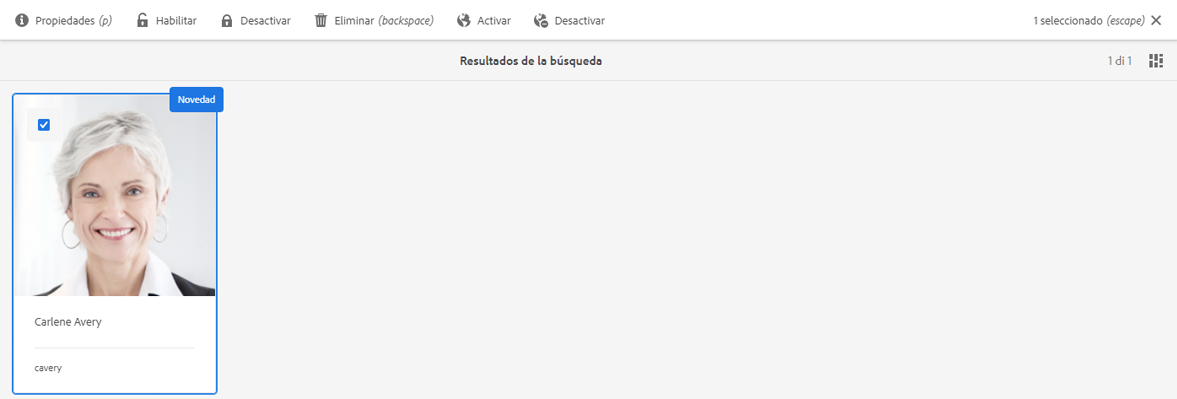 Propiedades (p) Habilitar Desactivar Eliminar (backspace) Activar Desactivar 1 seleccionado (escape)
Resultados de la búsqueda 1 di 1
Novedad
Carlene Avery
cavery